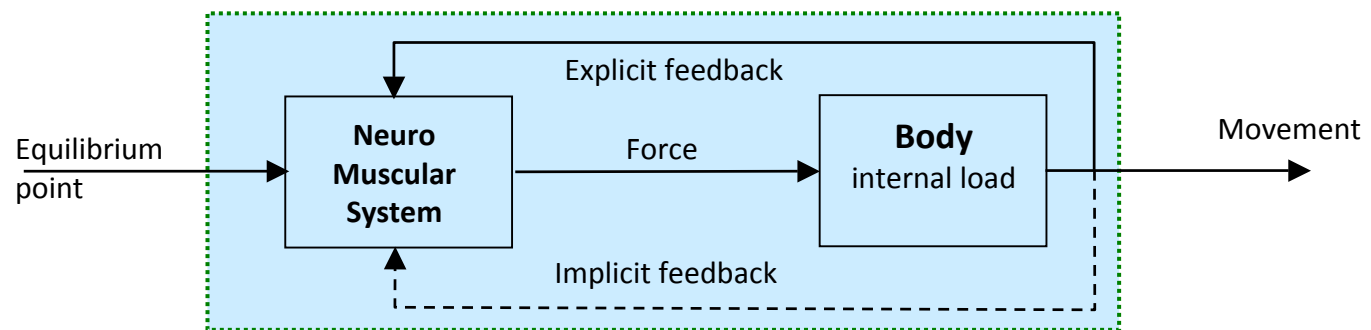 Explicit feedback
Equilibrium
point
Neuro
Muscular
System
Force
Body
internal load
Movement
Implicit feedback